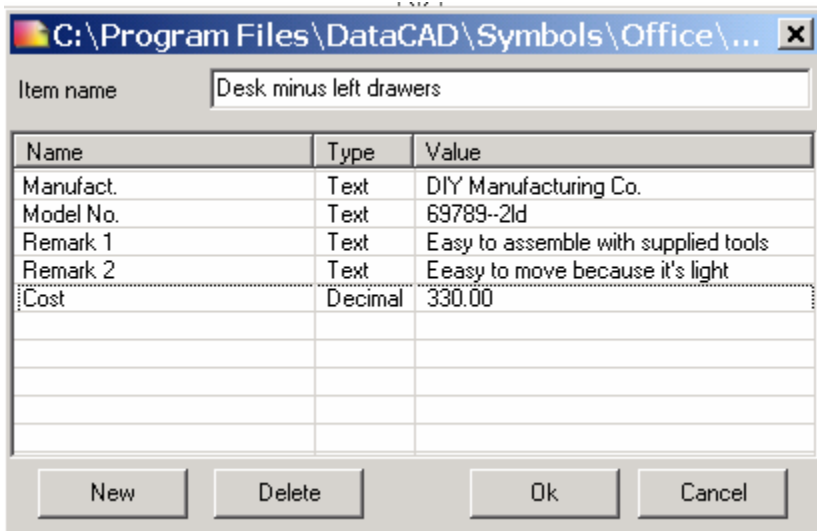 C:\Program Files\DataCAD\Symbols\Office\...
Item name Desk minus left drawers
Name Type Value
Manufact. Text DIY Manufacturing Co.
Model No. Text 69789--2ld
Remark 1 Text Easy to assemble with supplied tools
Remark 2 Text Eeasy to move because it's light
Cost Decimal 330.00
New Delete Ok Cancel